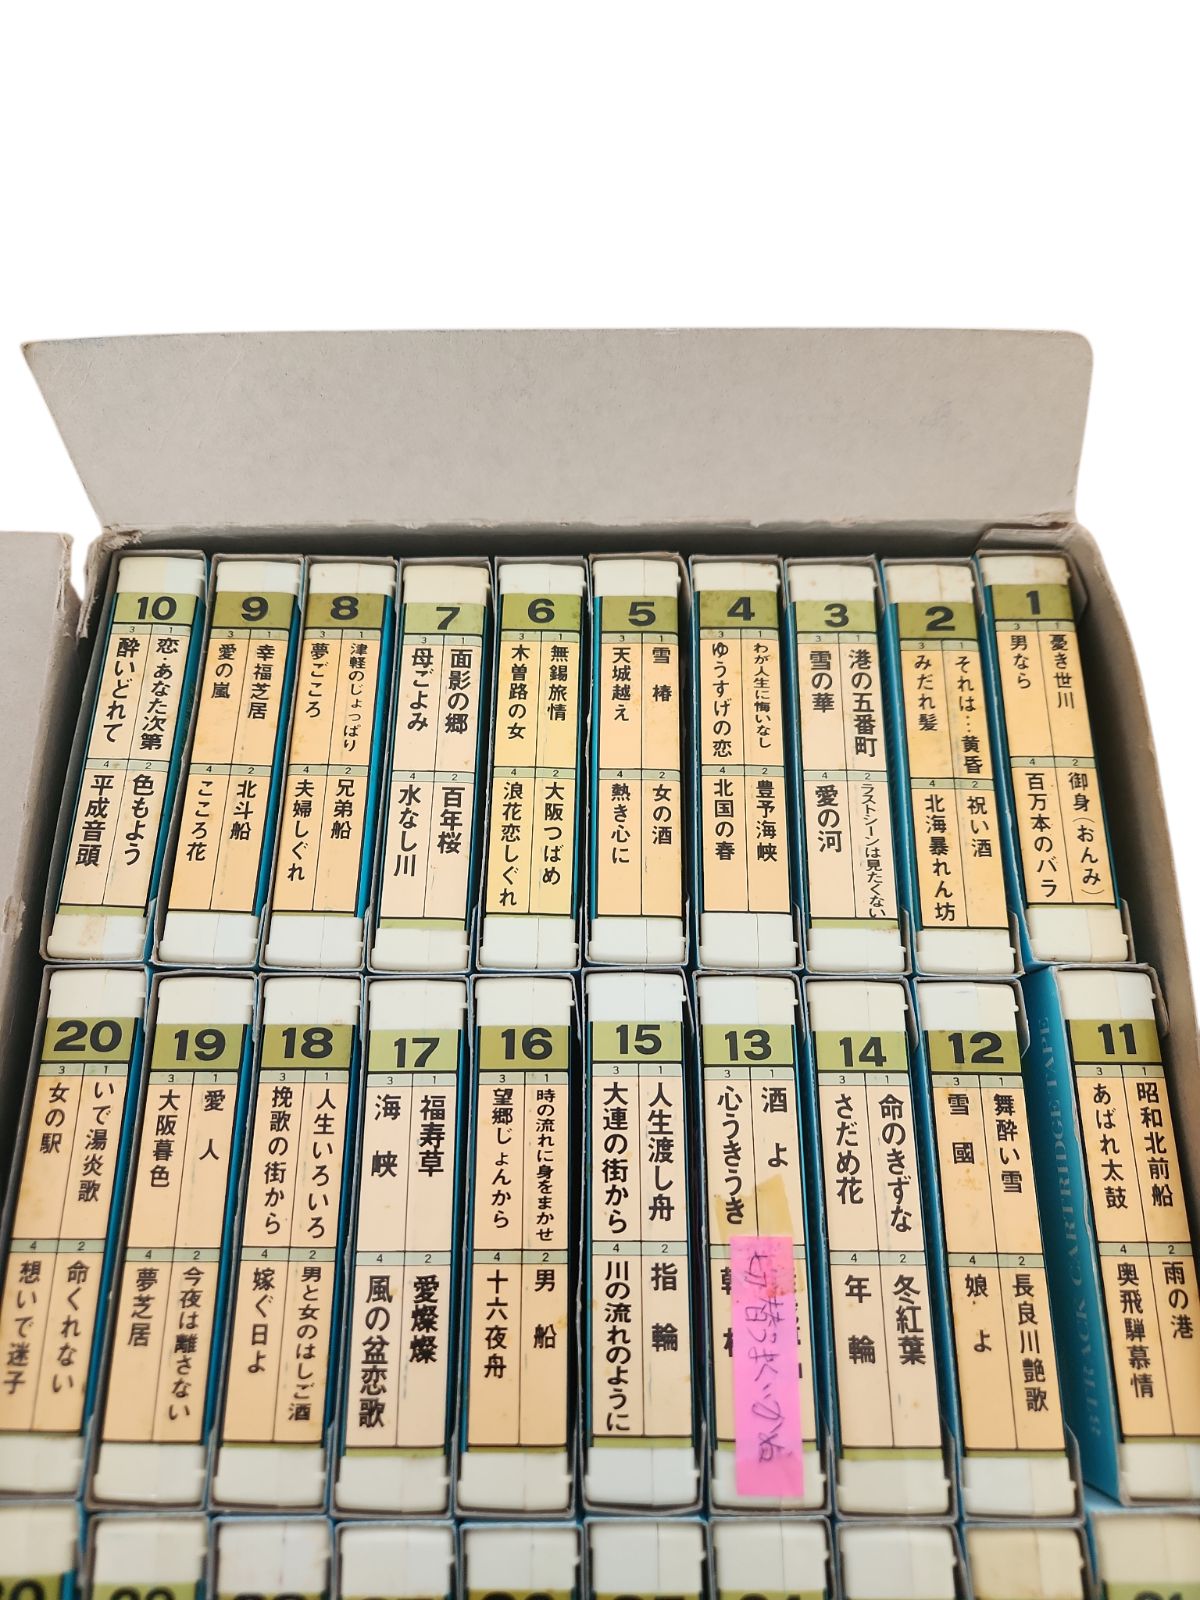 1
憂き世川
御身(おんみ)
男なら
百万本のバラ
2
それは…黄昏
祝い酒
みだれ髪
北海暴れん坊
3
港の五番町
ラストシーンは見たくない
雪の華
愛の河
4
わが人生に悔いなし
豊予海峡
ゆうすげの恋
北国の春
5
雪椿
女の酒
天城越え
熱き心に
6
無錫旅情
大阪つばめ
木曽路の女
浪花恋しぐれ
7
面影の郷
百年桜
母ごよみ
水なし川
8
津軽のじょっぱり
兄弟船
夢ごころ
夫婦しぐれ
9
幸福芝居
北斗船
愛の嵐
こころ花
10
恋・あなた次第
色もよう
酔いどれて
平成音頭
11
昭和北前船
雨の港
あばれ太鼓
奥飛騨慕情
8TRACK CARTRIDGE TAPE
12
舞酔い雪
長良川艶歌
雪國
娘よ
14
命のきずな
冬紅葉
さだめ花
年輪
13
酒よ
心うきうき
15
人生渡し舟
指輪
大連の街から
川の流れのように
16
時の流れに身をまかせ
男船
望郷じょんから
十六夜舟
17
福寿草
愛燦燦
海峡
風の盆恋歌
18
人生いろいろ
男と女のはしご酒
挽歌の街から
嫁ぐ日よ
19
愛人
今夜は離さない
大阪暮色
夢芝居
20
いで湯炎歌
命くれない
女の駅
想いで迷子